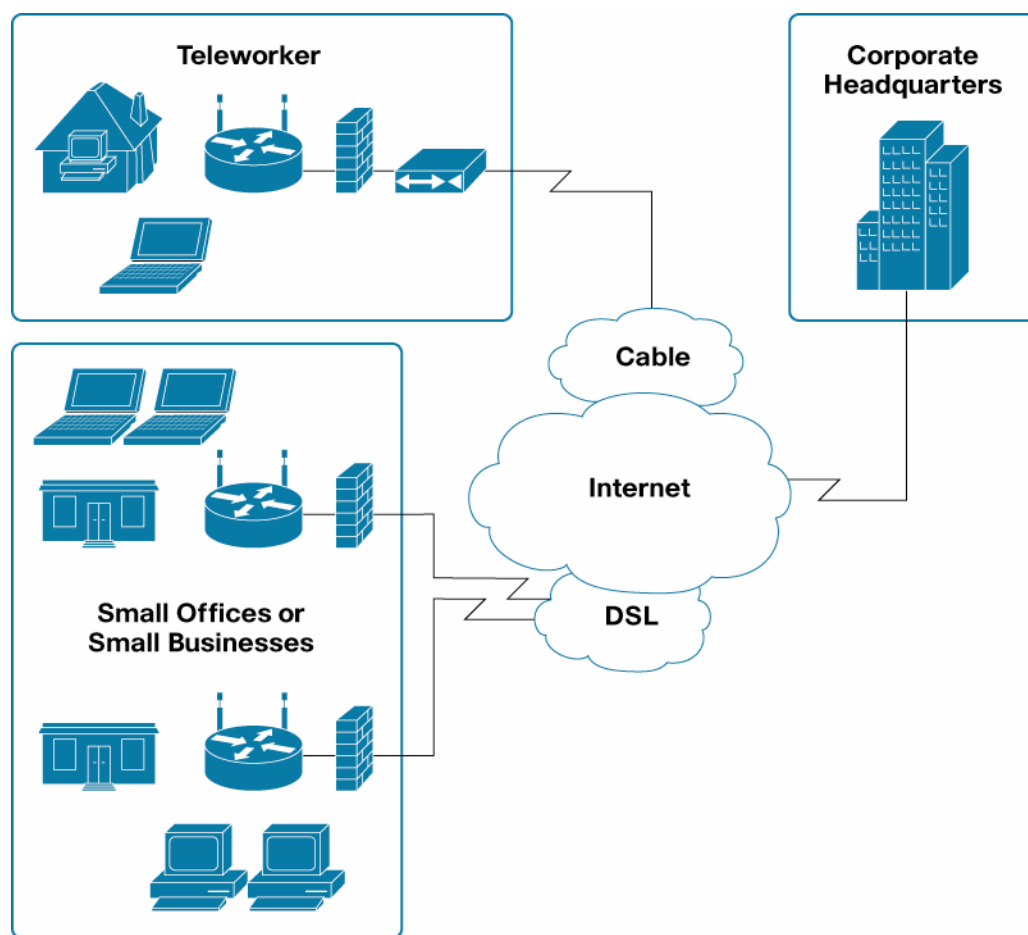 Teleworker
Corporate
Headquarters
Cable
Internet
DSL
Small Offices or
Small Businesses